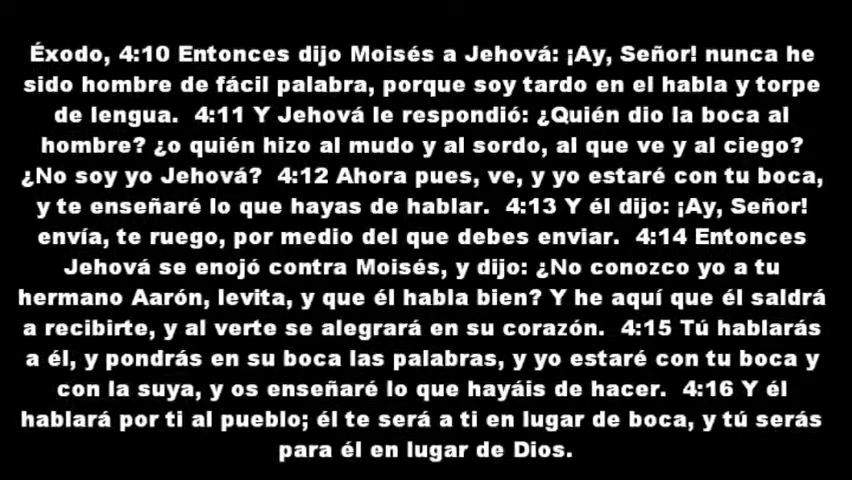 Éxodo, 4:10 Entonces dijo Moisés a Jehová: ¡Ay, Señor! nunca he
sido hombre de fácil palabra, porque soy tardo en el habla y torpe
de lengua. 4:11 Y Jehová le respondió: ¿Quién dio la boca al
hombre? ¿o quién hizo al mudo y al sordo, al que ve y al ciego?
¿No soy yo Jehová? 4:12 Ahora pues, ve, y yo estaré con tu boca,
y te enseñaré lo que hayas de hablar. 4:13 Y él dijo: ¡Ay, Señor!
envía, te ruego, por medio del que debes enviar. 4:14 Entonces
Jehová se enojó contra Moisés, y dijo: ¿No conozco yo a tu
hermano Aarón, levita, y que él habla bien? Y he aquí que él saldrá
a recibirte, y al verte se alegrará en su corazón. 4:15 Tú hablarás
a él, y pondrás en su boca las palabras, y yo estaré con tu boca y
con la suya, y os enseñaré lo que hayáis de hacer. 4:16 Y él
hablará por ti al pueblo; él te será a ti en lugar de boca, y tú serás
para él en lugar de Dios.